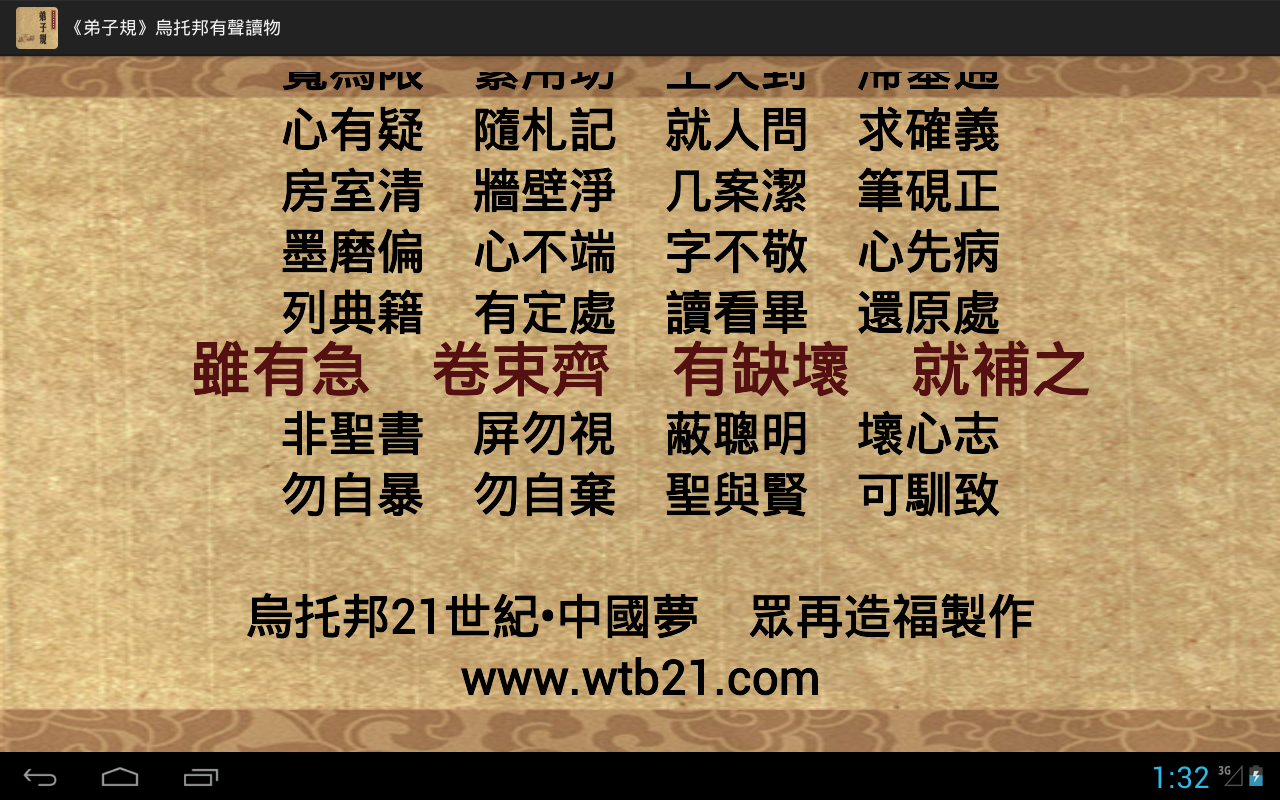 《弟子規》烏托邦有聲讀物
心有疑　隨札記　就人問　求確義
房室清　牆壁淨　几案潔　筆硯正
墨磨偏　心不端　字不敬　心先病
列典籍　有定處　讀看畢　還原處
雖有急　卷束齊　有缺壞　就補之
非聖書　屏勿視　蔽聰明　壞心志
勿自暴　勿自棄　聖與賢　可馴致
烏托邦21世紀•中國夢　眾再造福製作
www.wtb21.com
1:32 3G